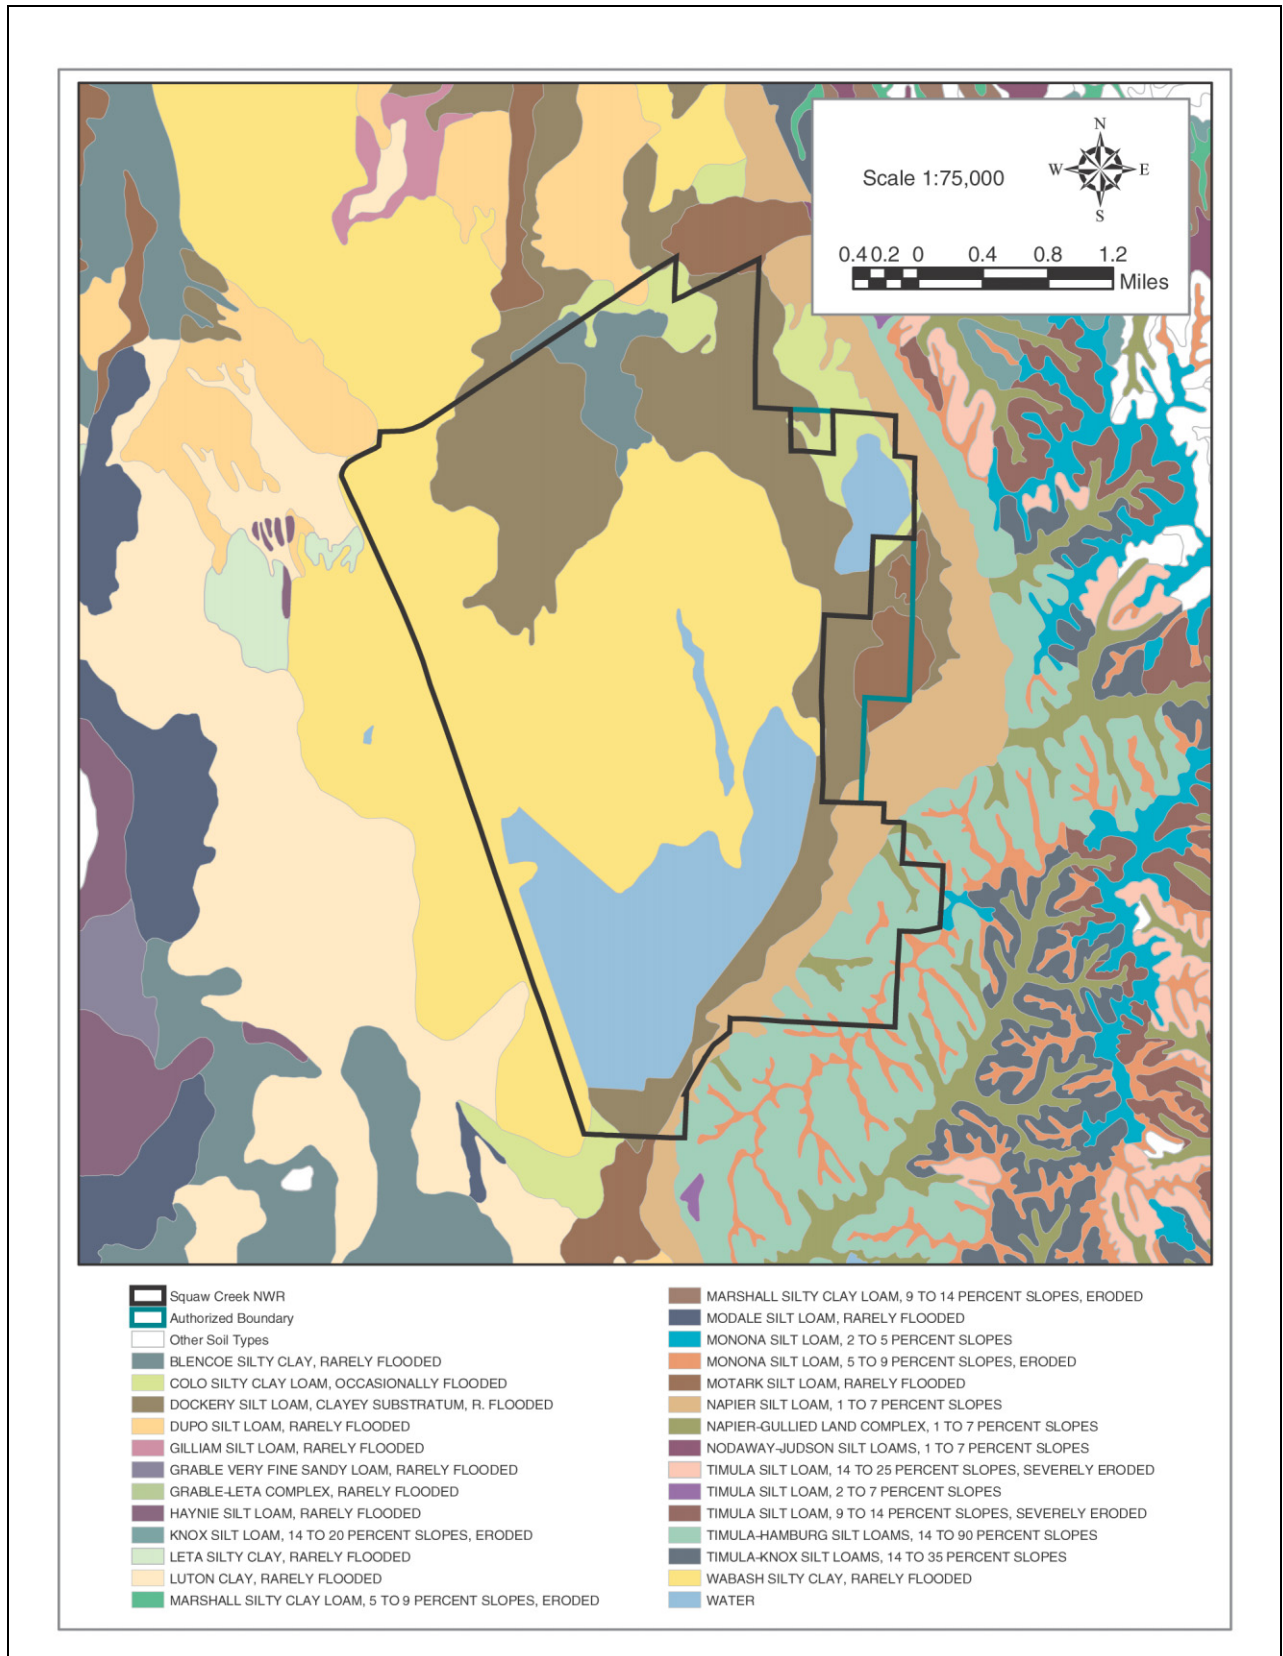 N
W E
S
Scale 1:75,000
0.4 0.2 0 0.4 0.8 1.2
Miles
Squaw Creek NWR
Authorized Boundary
Other Soil Types
BLENCOE SILTY CLAY, RARELY FLOODED
COLO SILTY CLAY LOAM, OCCASIONALLY FLOODED
DOCKERY SILT LOAM, CLAYEY SUBSTRATUM, R. FLOODED
DUPO SILT LOAM, RARELY FLOODED
GILLIAM SILT LOAM, RARELY FLOODED
GRABLE VERY FINE SANDY LOAM, RARELY FLOODED
GRABLE-LETA COMPLEX, RARELY FLOODED
HAYNIE SILT LOAM, RARELY FLOODED
KNOX SILT LOAM, 14 TO 20 PERCENT SLOPES, ERODED
LETA SILTY CLAY, RARELY FLOODED
LUTON CLAY, RARELY FLOODED
MARSHALL SILTY CLAY LOAM, 5 TO 9 PERCENT SLOPES, ERODED
MARSHALL SILTY CLAY LOAM, 9 TO 14 PERCENT SLOPES, ERODED
MODALE SILT LOAM, RARELY FLOODED
MONONA SILT LOAM, 2 TO 5 PERCENT SLOPES
MONONA SILT LOAM, 5 TO 9 PERCENT SLOPES, ERODED
MOTARK SILT LOAM, RARELY FLOODED
NAPIER SILT LOAM, 1 TO 7 PERCENT SLOPES
NAPIER-GULLIED LAND COMPLEX, 1 TO 7 PERCENT SLOPES
NODAWAY-JUDSON SILT LOAMS, 1 TO 7 PERCENT SLOPES
TIMULA SILT LOAM, 14 TO 25 PERCENT SLOPES, SEVERELY ERODED
TIMULA SILT LOAM, 2 TO 7 PERCENT SLOPES
TIMULA SILT LOAM, 9 TO 14 PERCENT SLOPES, SEVERELY ERODED
TIMULA-HAMBURG SILT LOAMS, 14 TO 90 PERCENT SLOPES
TIMULA-KNOX SILT LOAMS, 14 TO 35 PERCENT SLOPES
WABASH SILTY CLAY, RARELY FLOODED
WATER